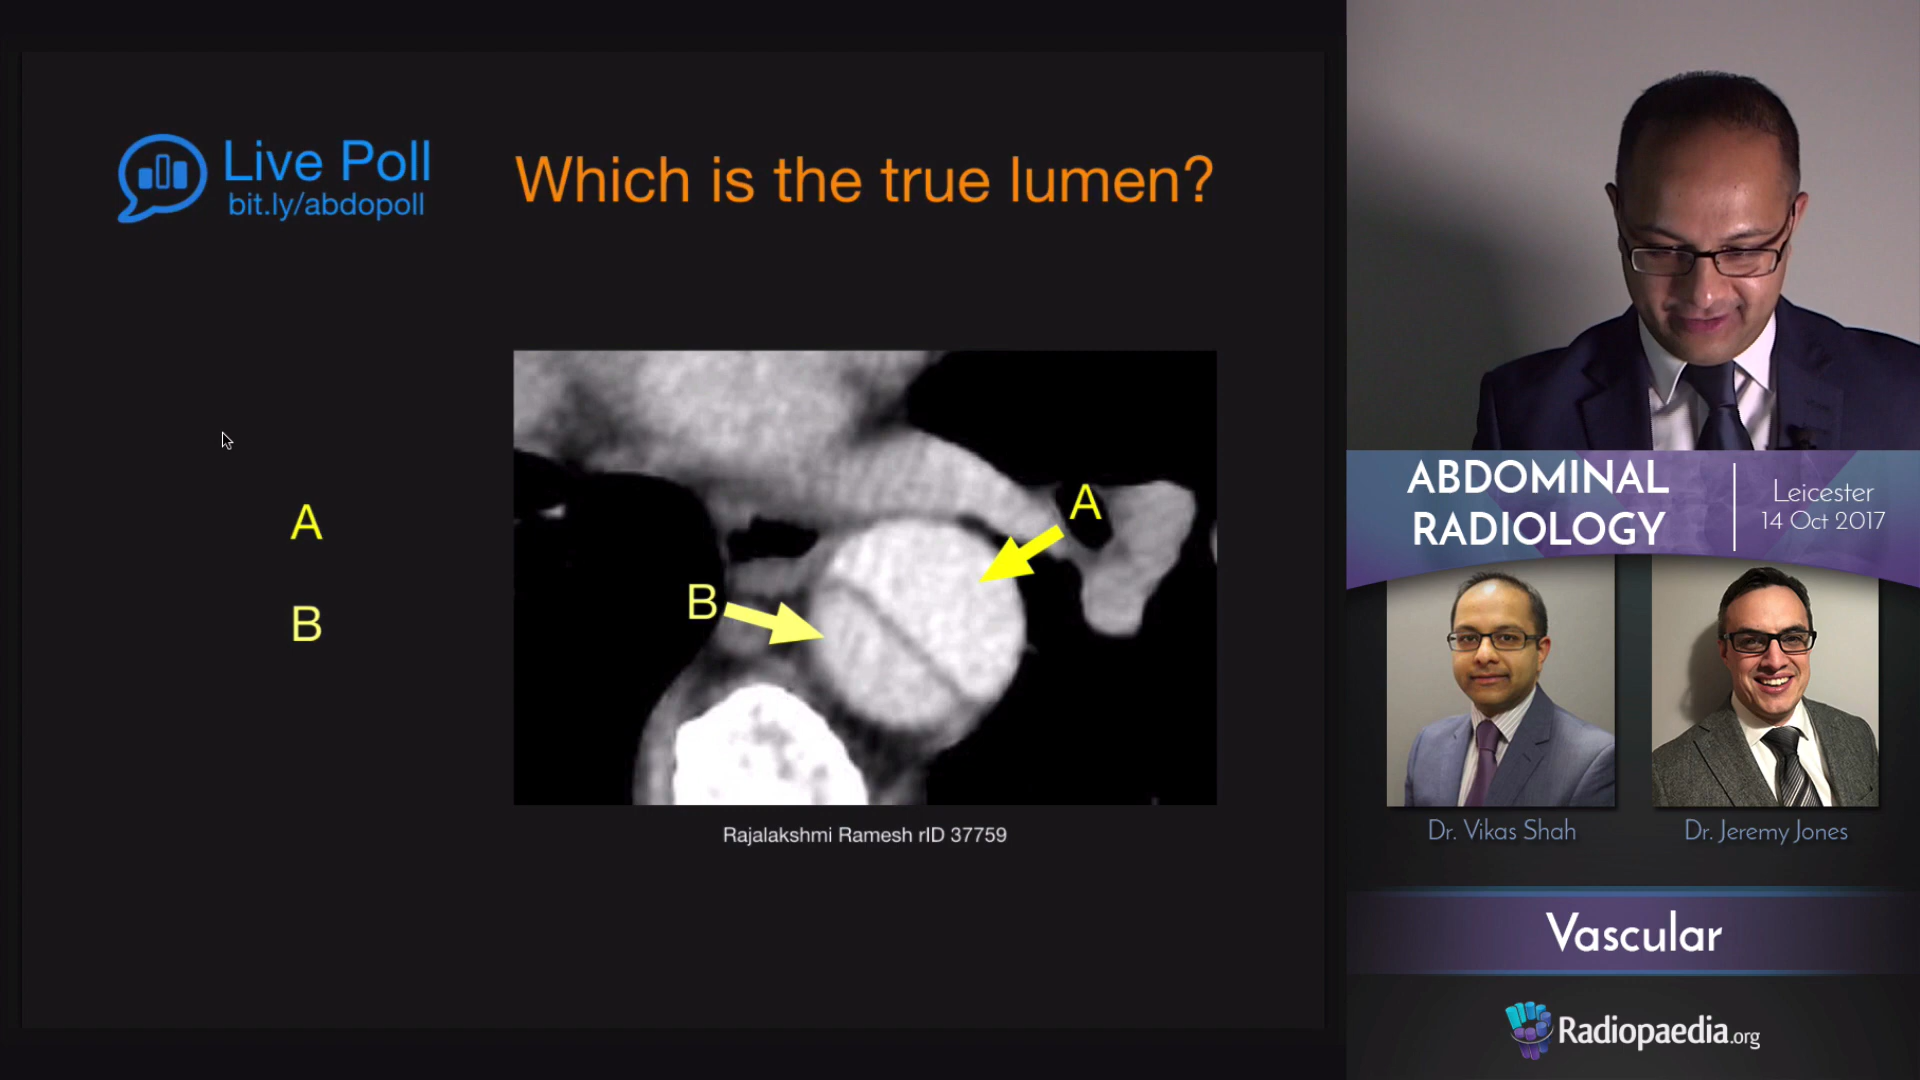 Live Poll
bit.ly/abdopoll
Which is the true lumen?
A
B
A
B
Rajalakshmi Ramesh rID 37759
ABDOMINAL
RADIOLOGY
Leicester
14 Oct 2017
Dr. Vikas Shah
Dr. Jeremy Jones
Vascular
Radiopaedia.org